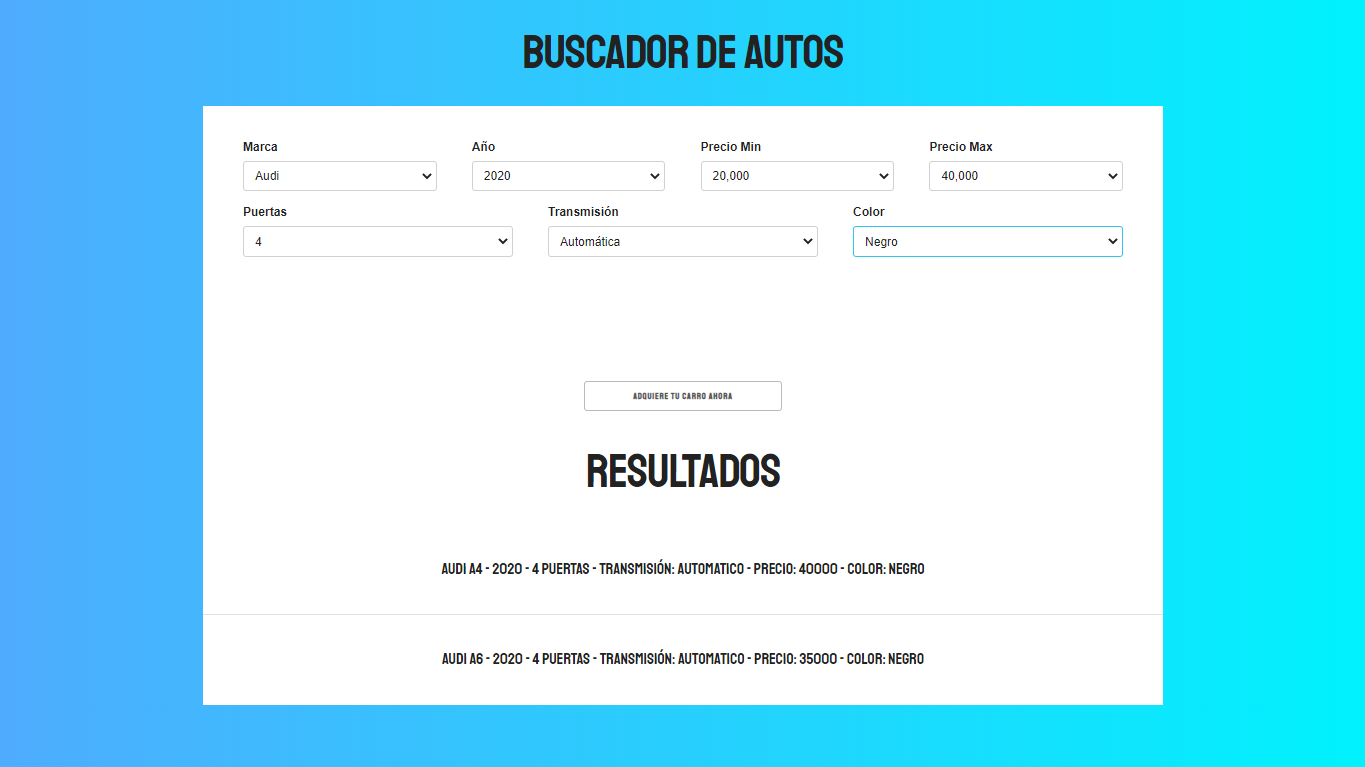 BUSCADOR DE AUTOS
Marca Año Precio Min Precio Max
Audi 2020 20,000 40,000
Puertas Transmisión Color
4 Automática Negro
ADQUIERE TU CARRO AHORA
RESULTADOS
AUDI A4 - 2020 - 4 PUERTAS - TRANSMISIÓN: AUTOMATICO - PRECIO: 40000 - COLOR: NEGRO
AUDI A6 - 2020 - 4 PUERTAS - TRANSMISIÓN: AUTOMATICO - PRECIO: 35000 - COLOR: NEGRO